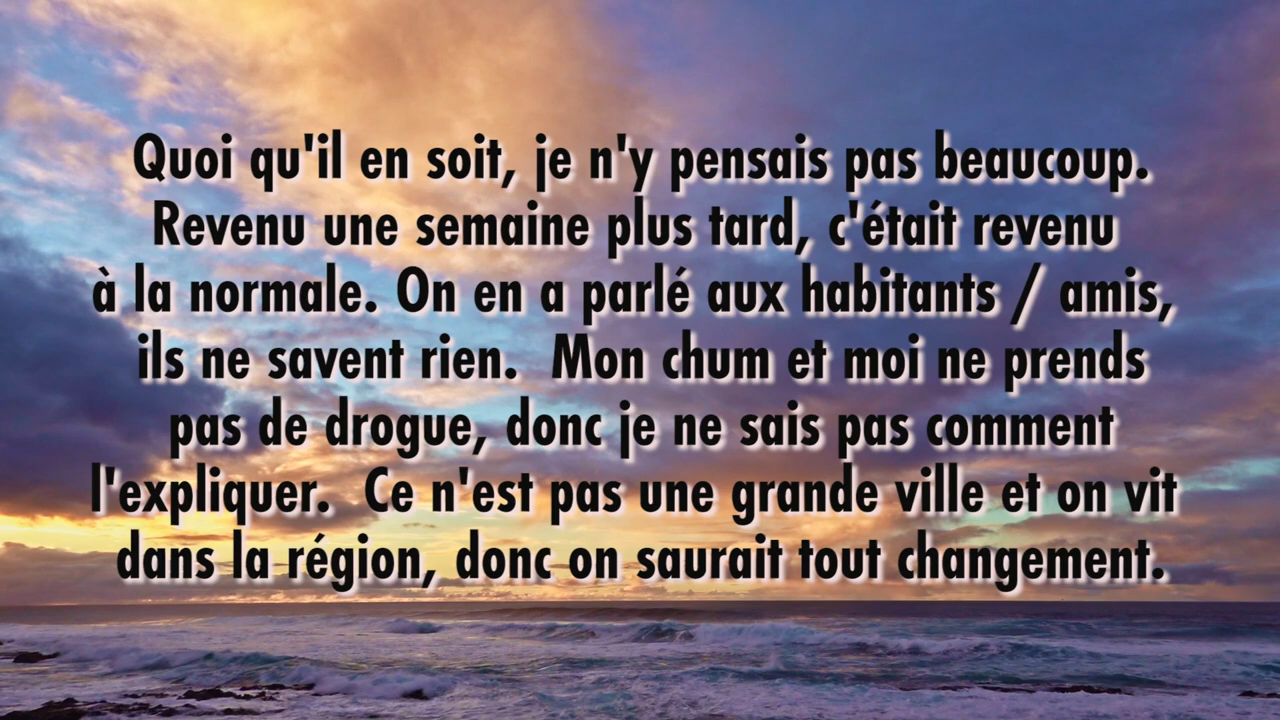 Quoi qu'il en soit, je n'y pensais pas beaucoup.
Revenu une semaine plus tard, c'était revenu
à la normale. On en a parlé aux habitants / amis,
ils ne savent rien.  Mon chum et moi ne prends
pas de drogue, donc je ne sais pas comment
l'expliquer.  Ce n'est pas une grande ville et on vit
dans la région, donc on saurait tout changement.